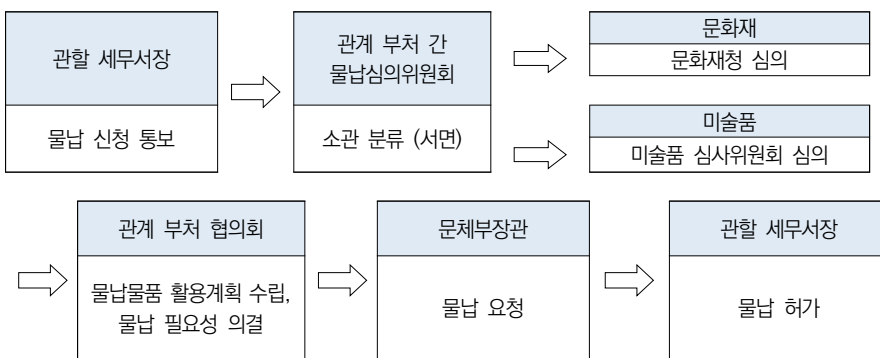 관할 세무서장
물납 신청 통보
관계 부처 간
물납심의위원회
소관 분류 (서면)
문화재
문화재청 심의
미술품
미술품 심사위원회 심의
관계 부처 협의회
물납물품 활용계획 수립,
물납 필요성 의결
문체부장관
물납 요청
관할 세무서장
물납 허가